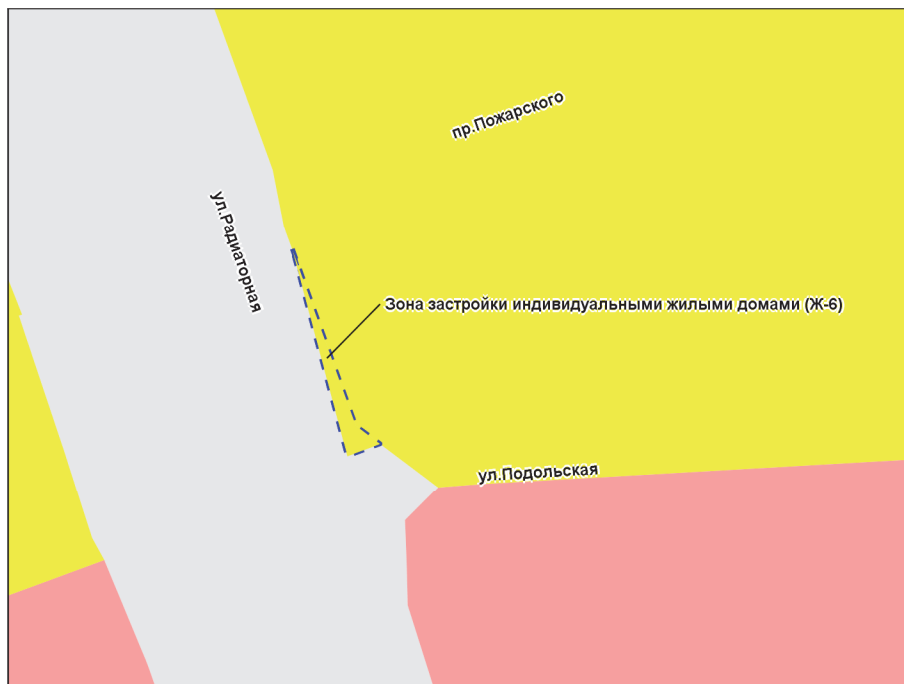 пр.Пожарского
ул.Радиаторная
Зона застройки индивидуальными жилыми домами (Ж-6)
ул.Подольская